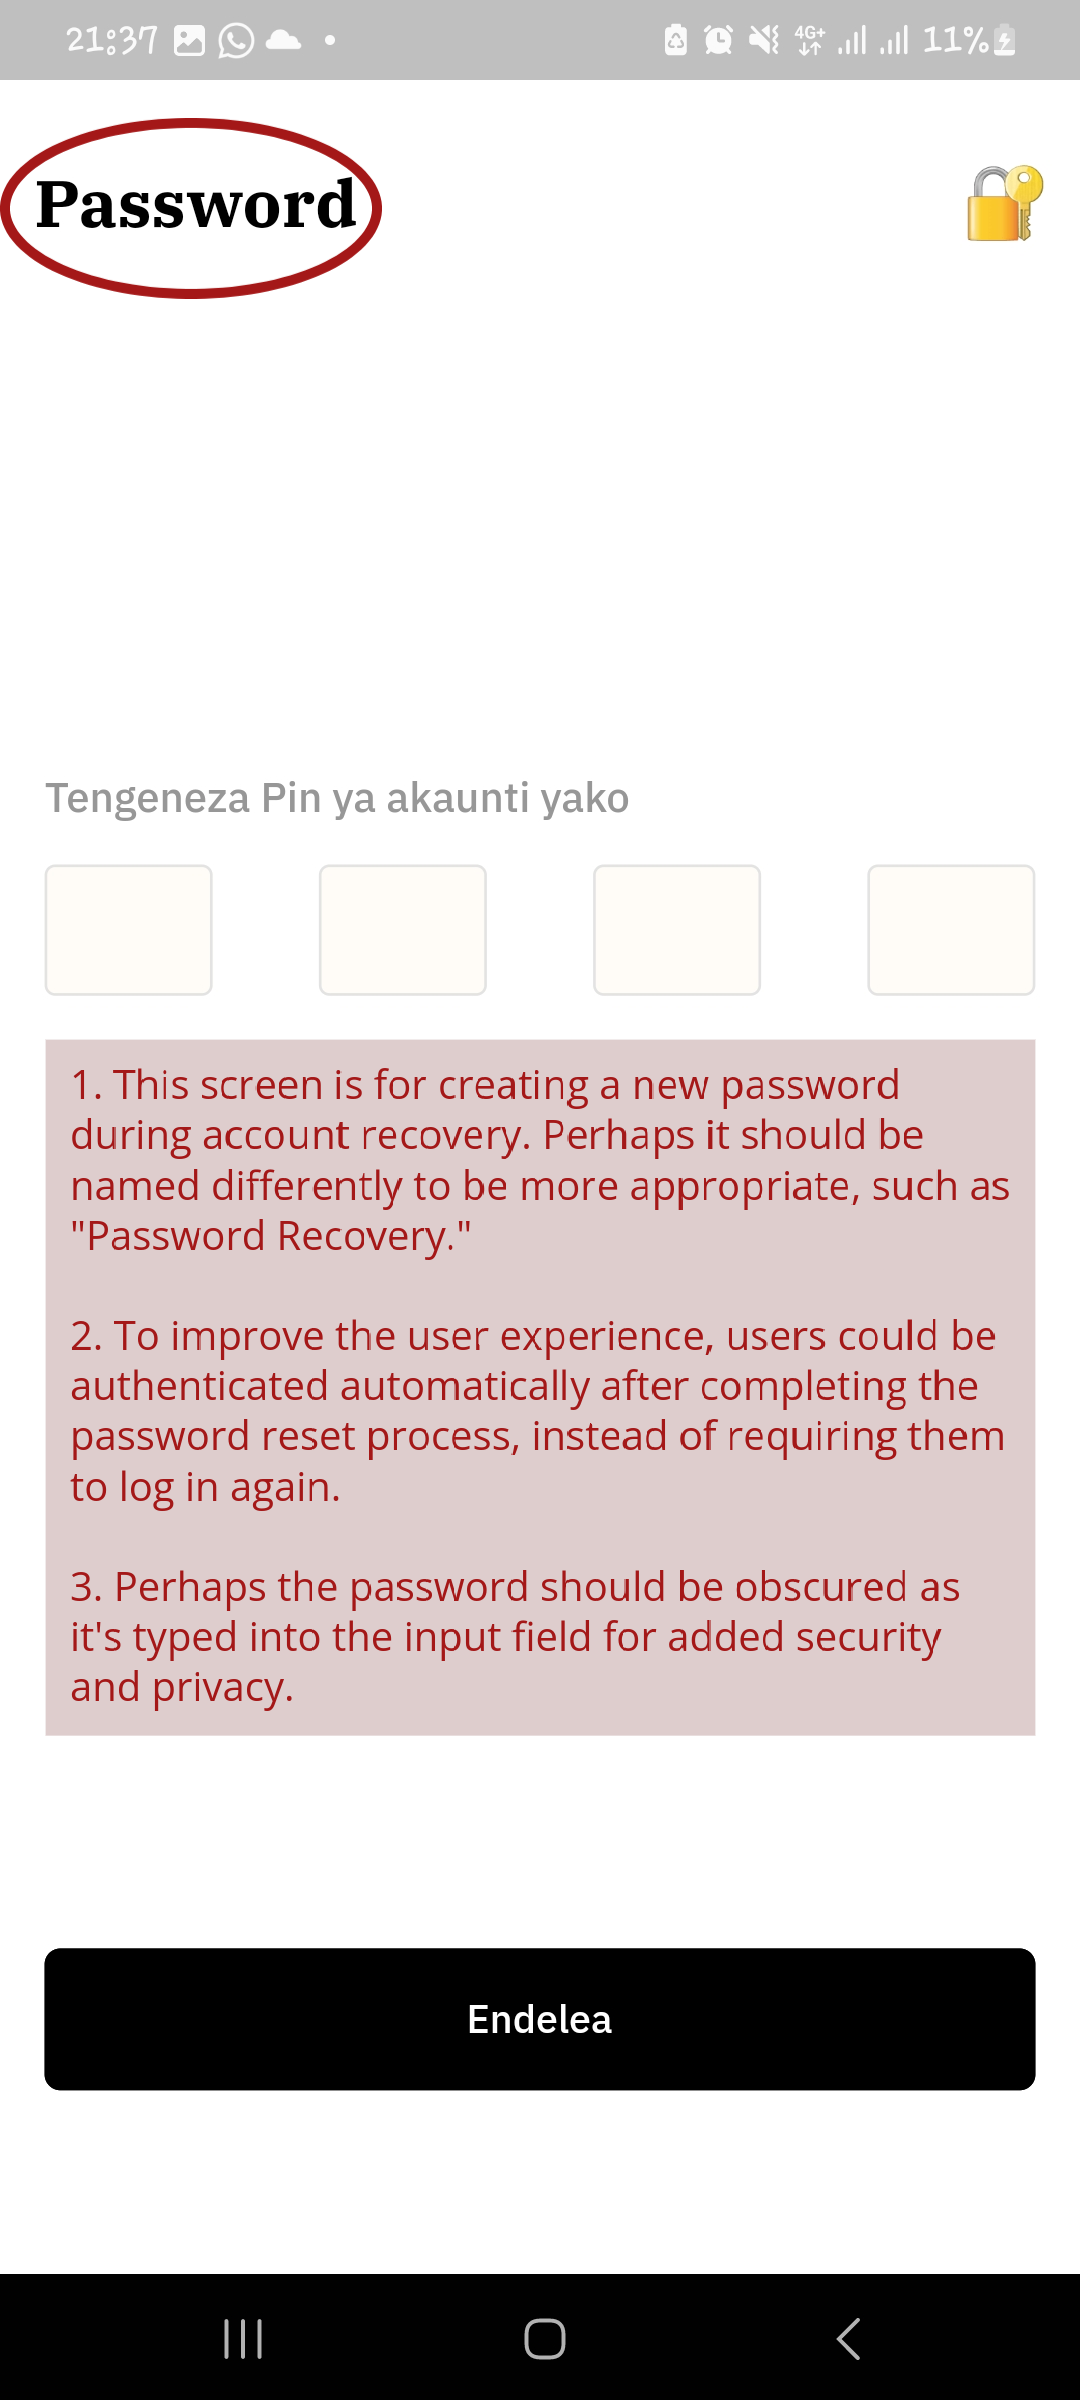 21:37
4G+
11%
Password
Tengeneza Pin ya akaunti yako
1. This screen is for creating a new password
during account recovery. Perhaps it should be
named differently to be more appropriate, such as
"Password Recovery."
2. To improve the user experience, users could be
authenticated automatically after completing the
password reset process, instead of requiring them
to log in again.
3. Perhaps the password should be obscured as
it's typed into the input field for added security
and privacy.
Endelea